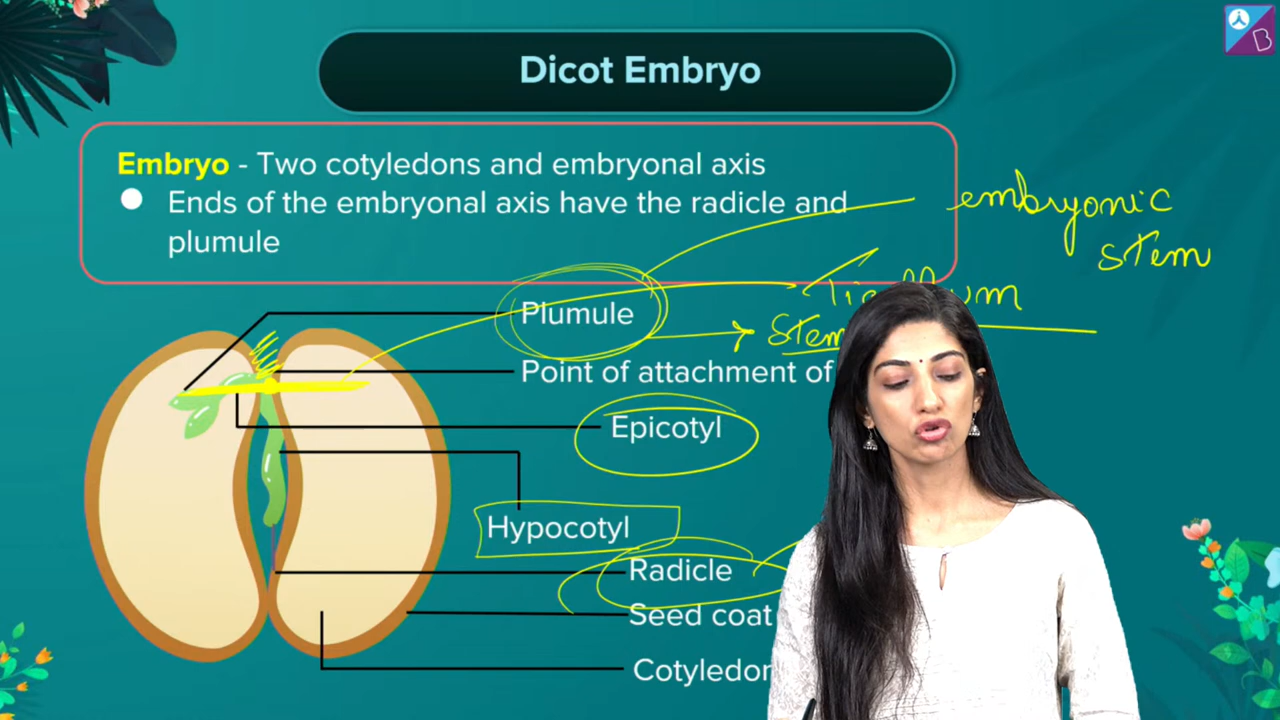 Dicot Embryo
Embryo - Two cotyledons and embryonal axis
Ends of the embryonal axis have the radicle and
plumule
embryonic
stem
Plumule
Stem
Point of attachment of
Epicotyl
Hypocotyl
Radicle
Seed coat
B